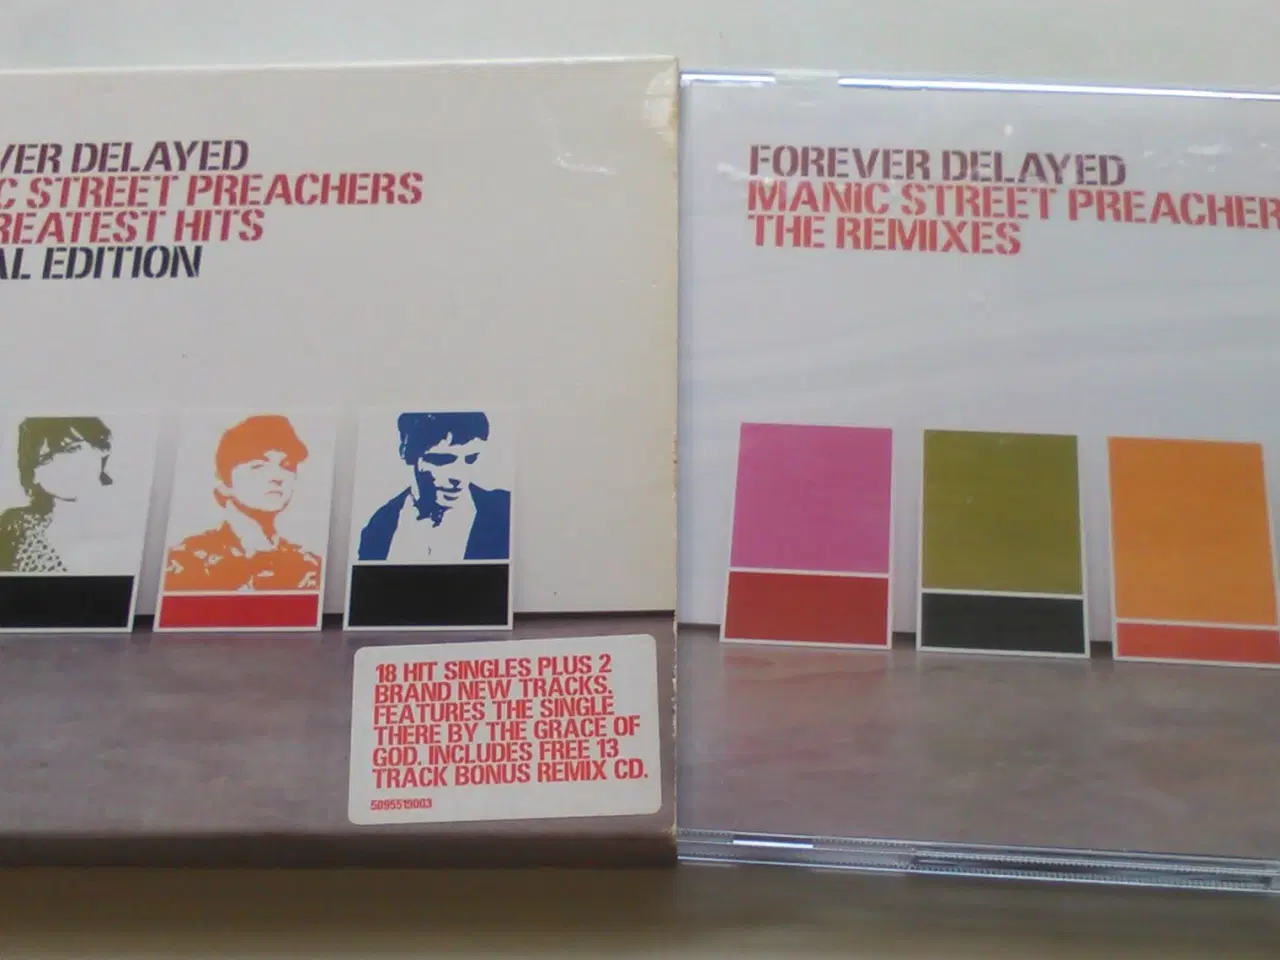 VER DELAYED
C STREET PREACHERS
REATEST HITS
AL EDITION
18 HIT SINGLES PLUS 2
BRAND NEW TRACKS.
FEATURES THE SINGLE
THERE BY THE GRACE OF
GOD. INCLUDES FREE 13
TRACK BONUS REMIX CD.
5095519003
FOREVER DELAYED
MANIC STREET PREACHER
THE REMIXES